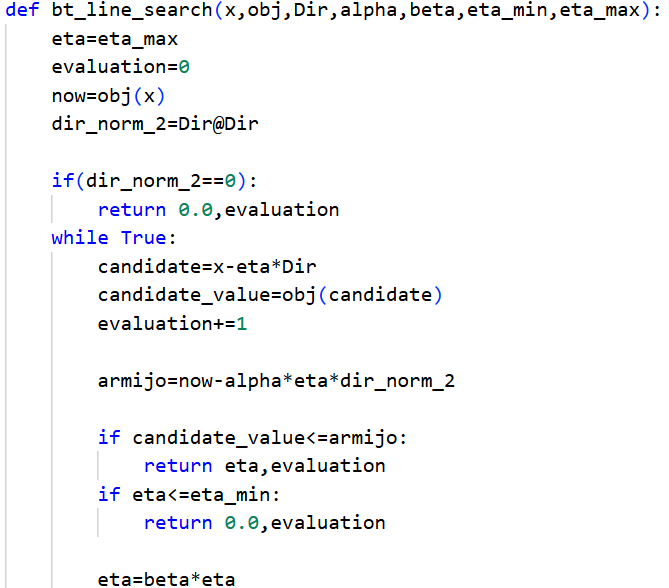 def bt_line_search(x,obj,Dir,alpha,beta,eta_min,eta_max):
    eta=eta_max
    evaluation=0
    now=obj(x)
    dir_norm_2=Dir@Dir

    if(dir_norm_2==0):
        return 0.0,evaluation
    while True:
        candidate=x-eta*Dir
        candidate_value=obj(candidate)
        evaluation+=1

        armijo=now-alpha*eta*dir_norm_2

        if candidate_value<=armijo:
            return eta,evaluation
        if eta<=eta_min:
            return 0.0,evaluation

        eta=beta*eta